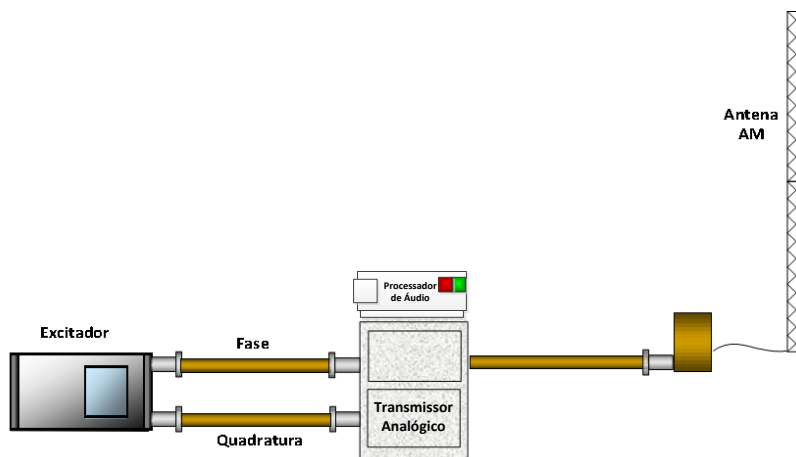 Antena
AM
Processador
de Áudio
Excitador
Fase
Transmissor
Analógico
Quadratura